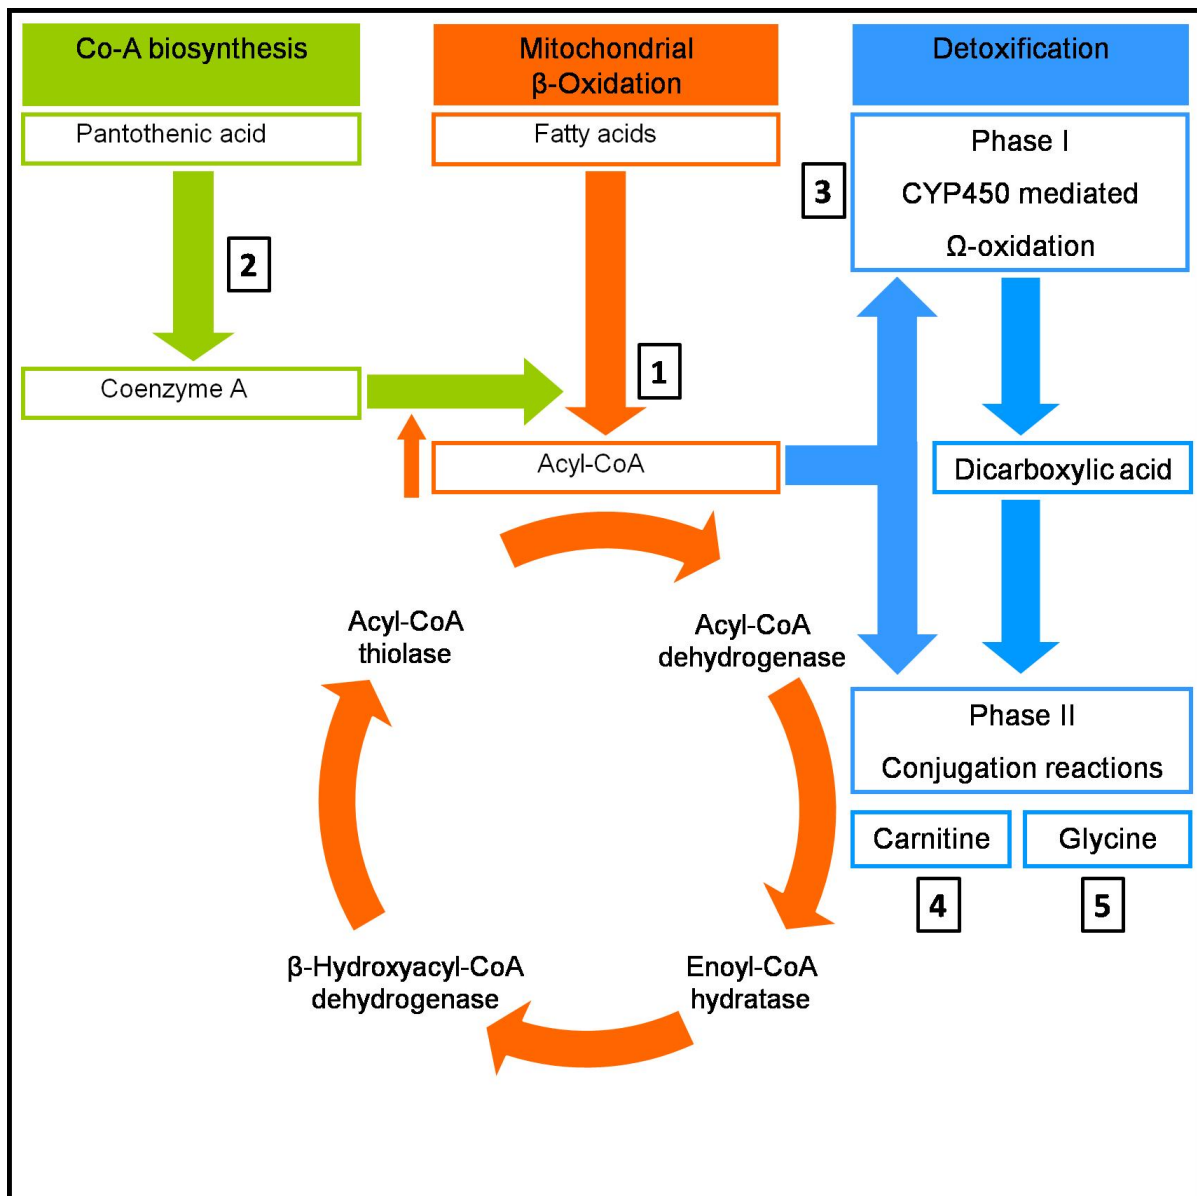 Co-A biosynthesis
Pantothenic acid
2
Coenzyme A
Mitochondrial
β-Oxidation
Fatty acids
1
Acyl-CoA
Detoxification
3
Phase I
CYP450 mediated
Ω-oxidation
Dicarboxylic acid
Phase II
Conjugation reactions
Carnitine
Glycine
4
5
Acyl-CoA
thiolase
Acyl-CoA
dehydrogenase
β-Hydroxyacyl-CoA
dehydrogenase
Enoyl-CoA
hydratase